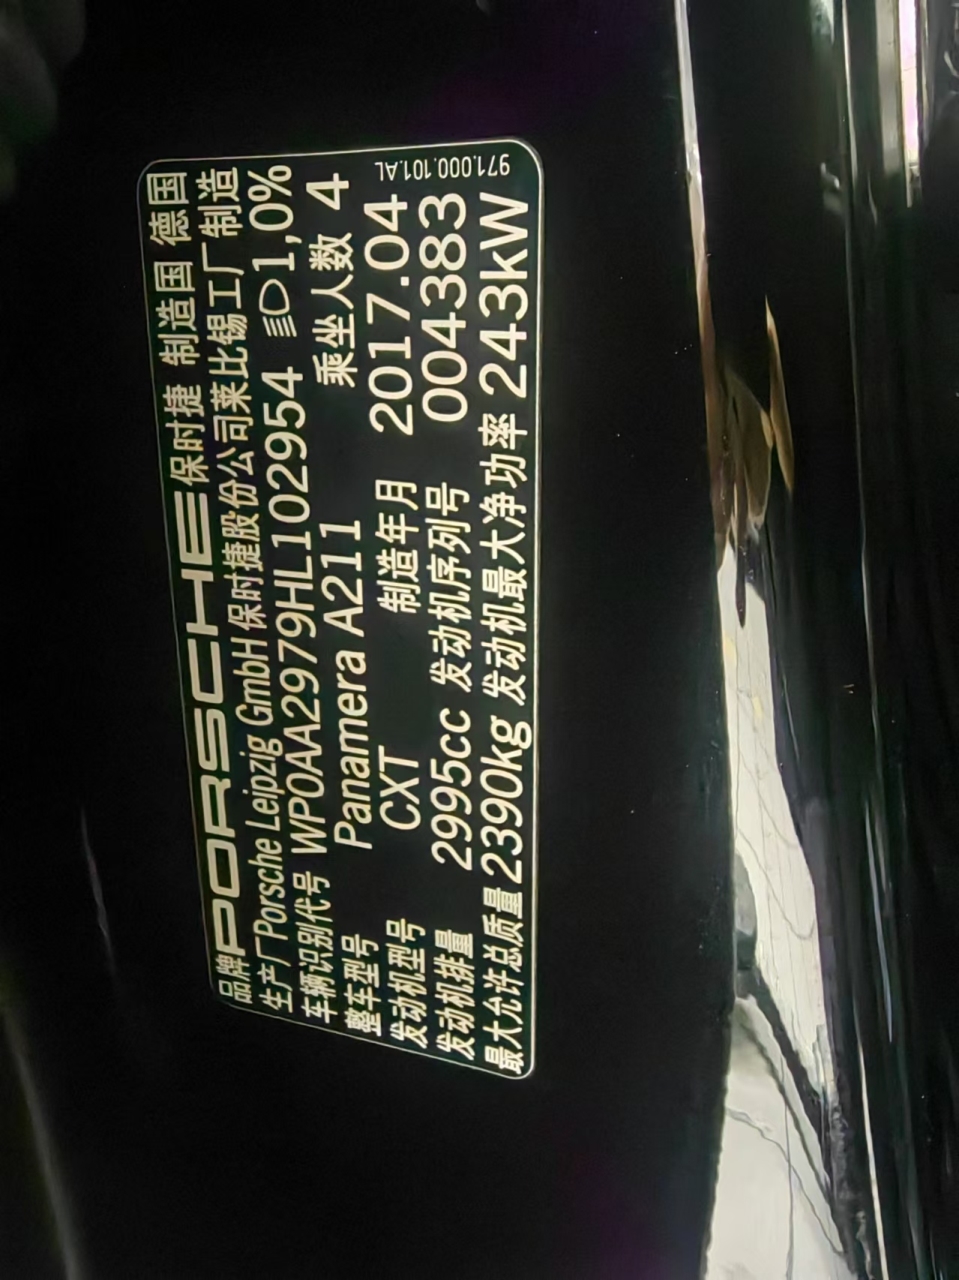 品牌 PORSCHE 保时捷 制造国 德国
生产厂 Porsche Leipzig GmbH 保时捷股份公司莱比锡工厂制造
车辆识别代号 WP0AA2979HL102954 1,0%
整车型号 Panamera A211 乘坐人数 4
发动机型号 CXT 制造年月 2017.04
发动机排量 2995cc 发动机序列号 004383
最大允许总质量 2390kg 发动机最大净功率 243kW
971.000.101.AL